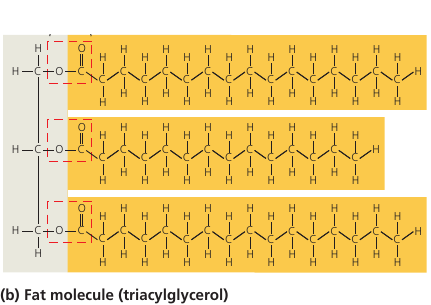 H O H H H H H H H H H H H H H H H
H C O C C C C C C C C C C C C C C C C H
H H H H H H H H H H H H H H H
O H H H H H H H H H H H H H
H C O C C C C C C C C C C C C C C H
H H H H H H H H H H H H H
O H H H H H H H H H H H H H H H
H C O C C C C C C C C C C C C C C C C H
H H H H H H H H H H H H H H H H
(b) Fat molecule (triacylglycerol)